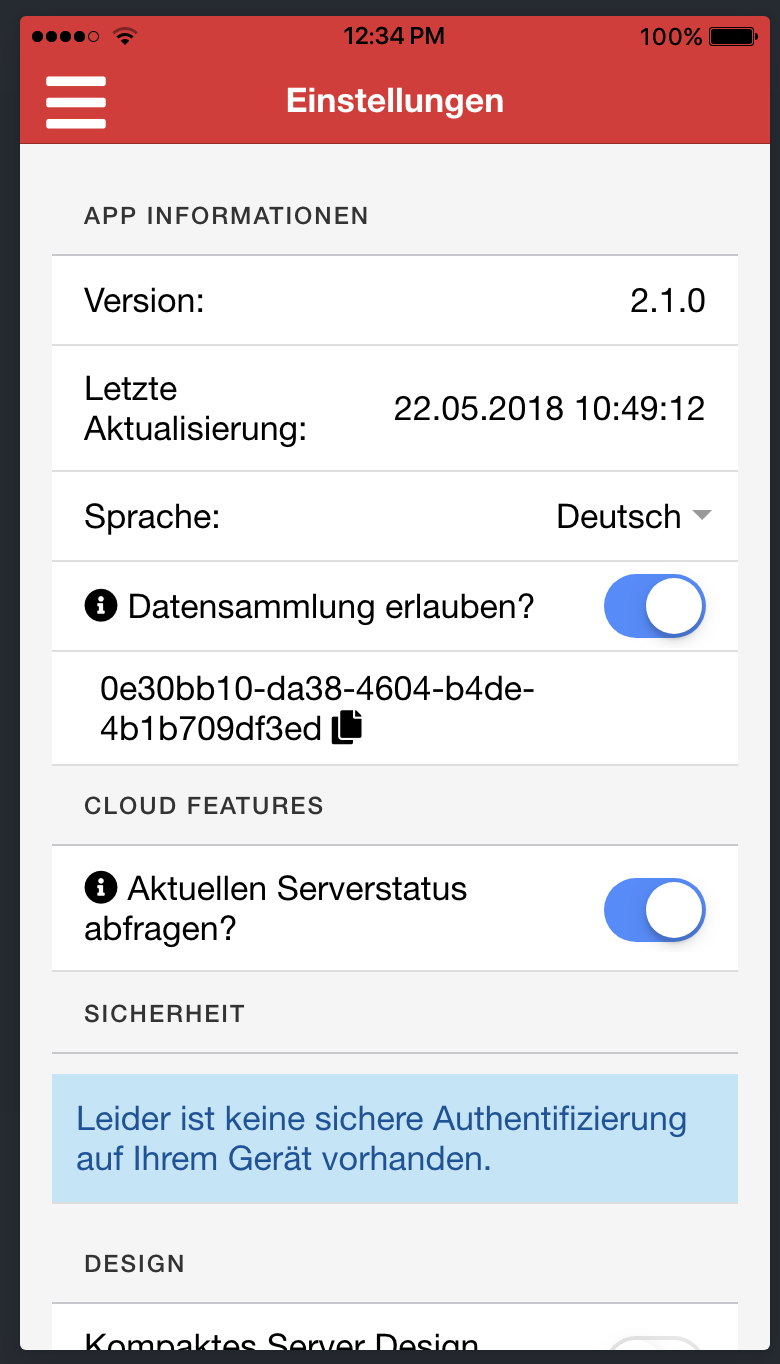 12:34 PM 100%
Einstellungen
APP INFORMATIONEN
Version: 2.1.0
Letzte
Aktualisierung: 22.05.2018 10:49:12
Sprache: Deutsch
Datensammlung erlauben?
0e30bb10-da38-4604-b4de-
4b1b709df3ed
CLOUD FEATURES
Aktuellen Serverstatus
abfragen?
SICHERHEIT
Leider ist keine sichere Authentifizierung
auf Ihrem Gerät vorhanden.
DESIGN
Kompaktes Server Design